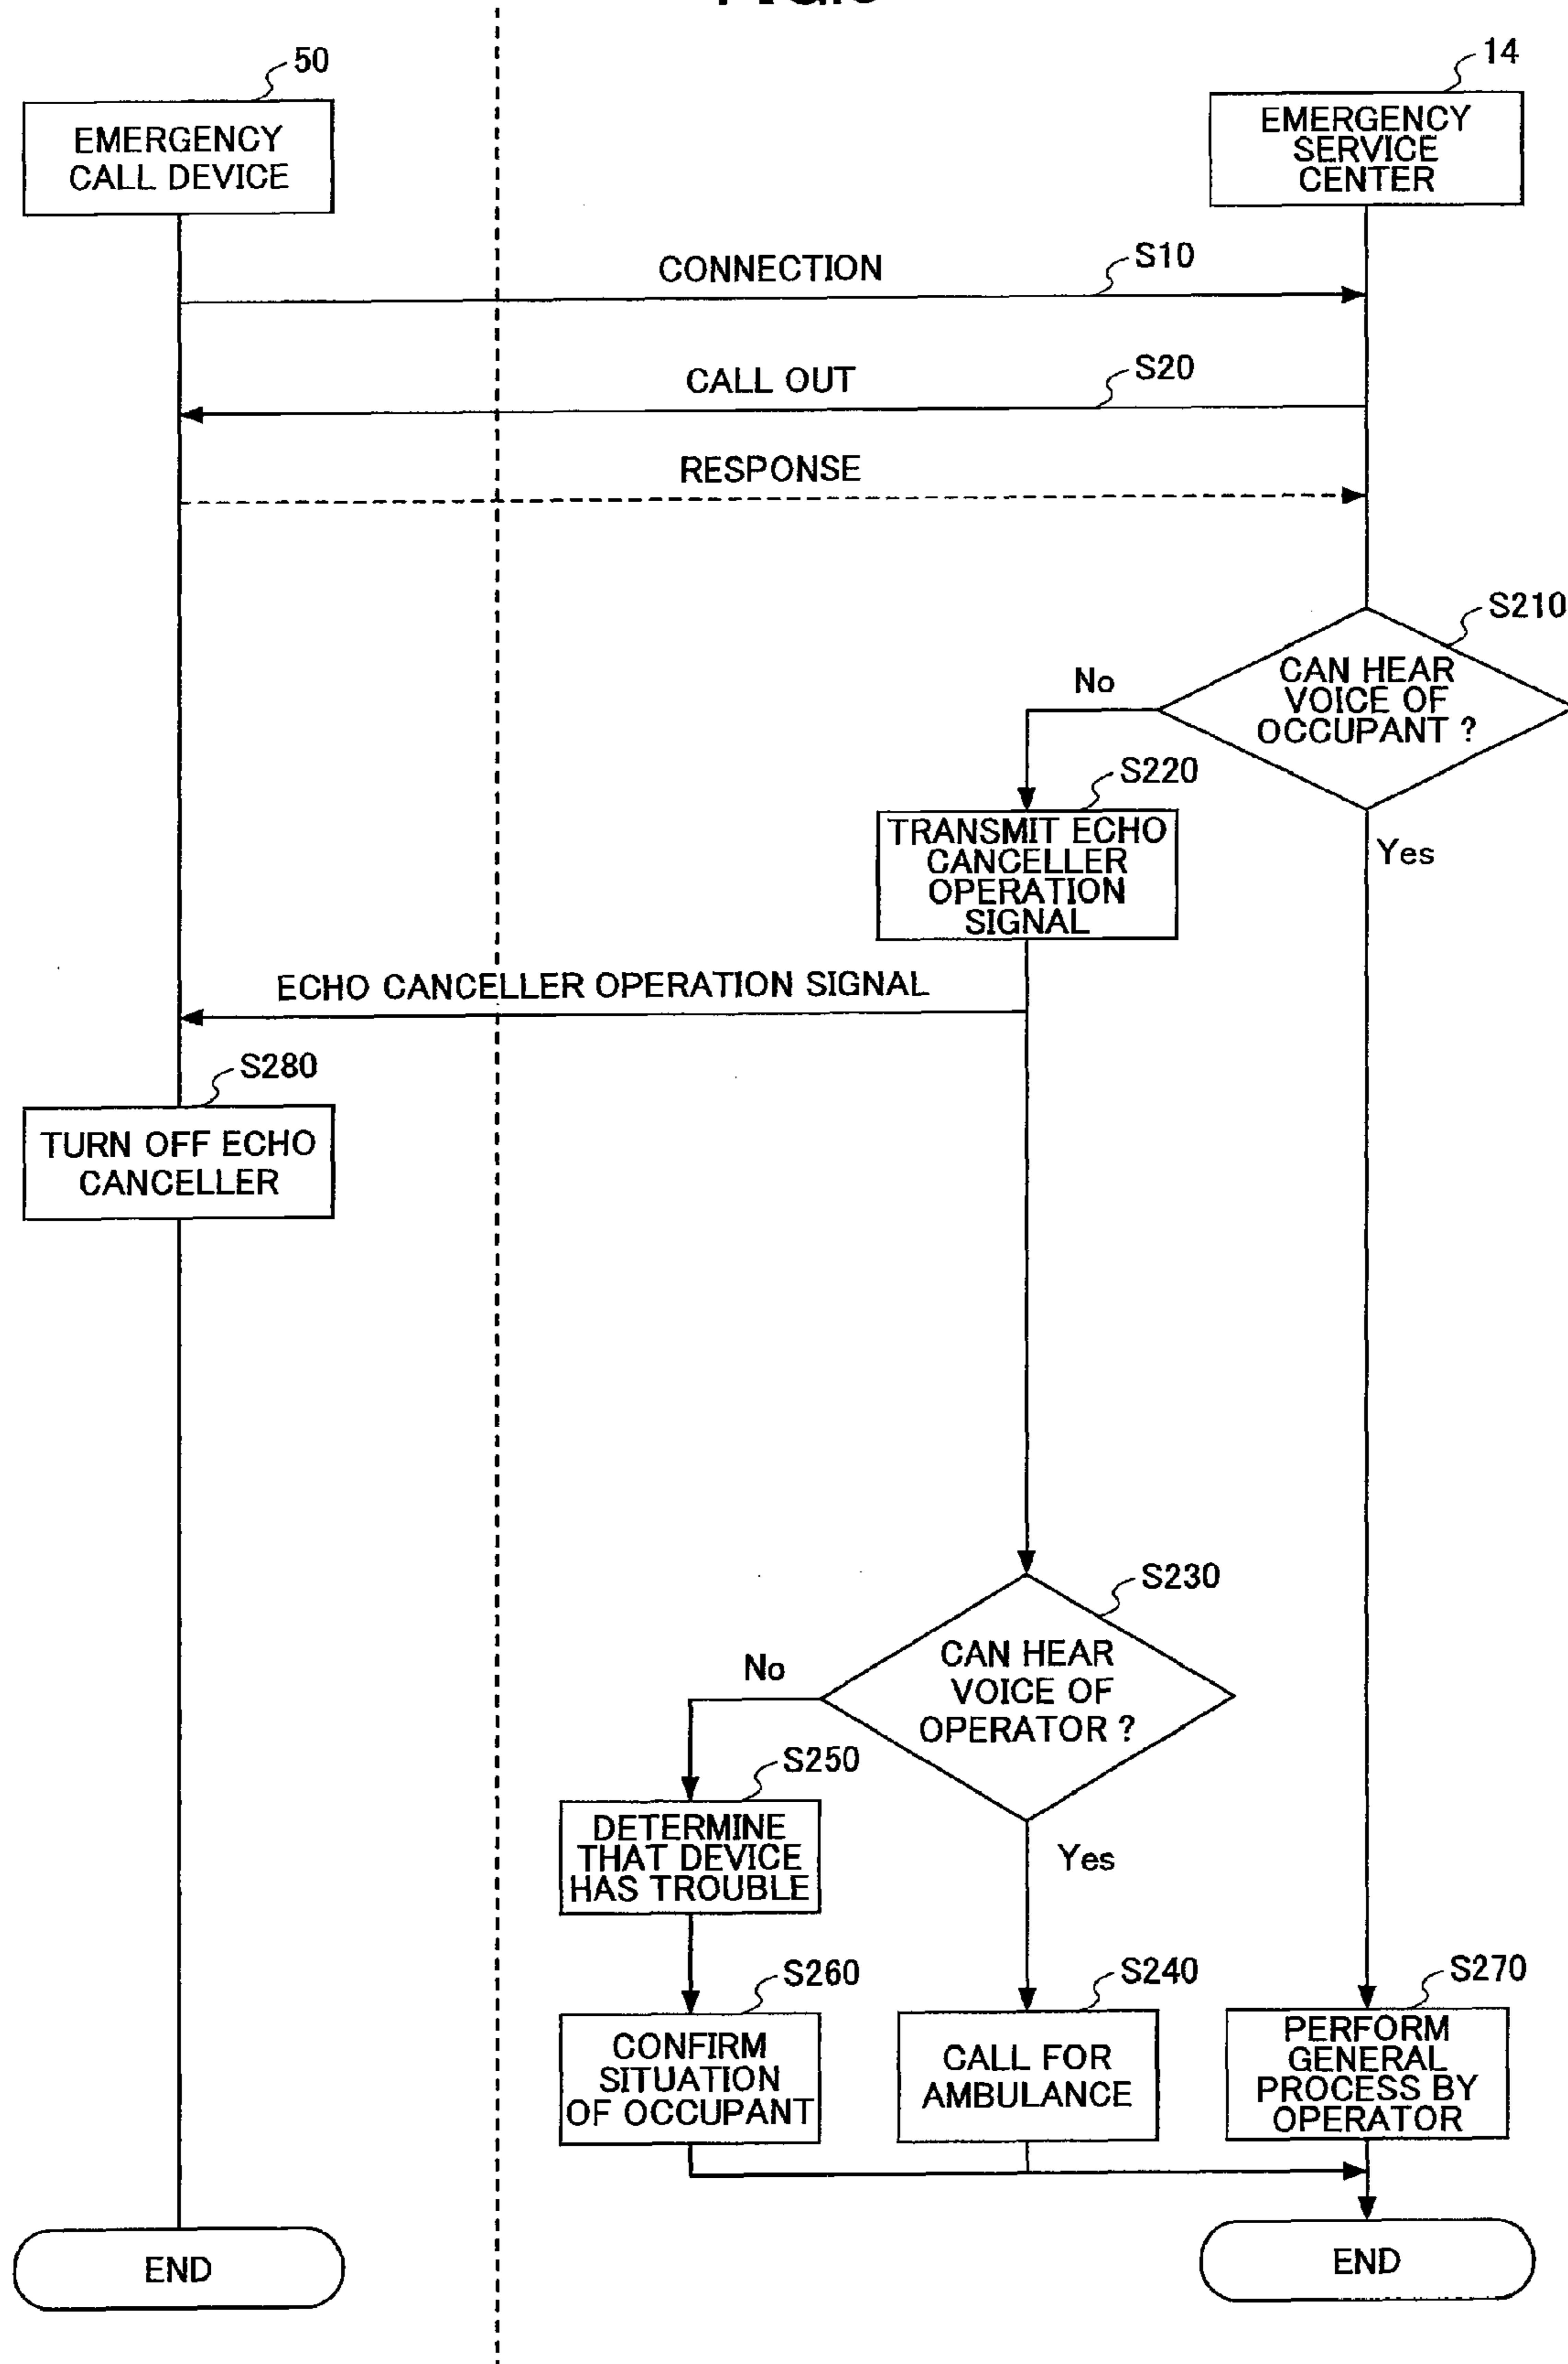 50
14
EMERGENCY
CALL DEVICE
EMERGENCY
SERVICE
CENTER
CONNECTION
S10
CALL OUT
S20
RESPONSE
S210
CAN HEAR
VOICE OF
OCCUPANT ?
No
Yes
S220
TRANSMIT ECHO
CANCELLER
OPERATION
SIGNAL
ECHO CANCELLER OPERATION SIGNAL
S280
TURN OFF ECHO
CANCELLER
S230
CAN HEAR
VOICE OF
OPERATOR ?
No
Yes
S250
DETERMINE
THAT DEVICE
HAS TROUBLE
S260
CONFIRM
SITUATION
OF OCCUPANT
S240
CALL FOR
AMBULANCE
S270
PERFORM
GENERAL
PROCESS BY
OPERATOR
END
END